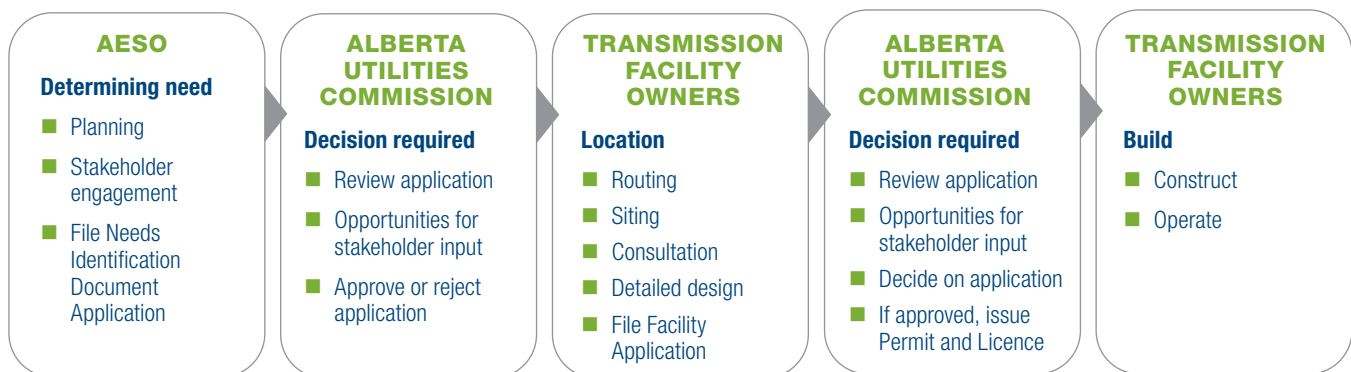 AESO
Determining need
Planning
Stakeholder
engagement
File Needs
Identification
Document
Application
ALBERTA
UTILITIES
COMMISSION
Decision required
Review application
Opportunities for
stakeholder input
Approve or reject
application
TRANSMISSION
FACILITY
OWNERS
Location
Routing
Siting
Consultation
Detailed design
File Facility
Application
ALBERTA
UTILITIES
COMMISSION
Decision required
Review application
Opportunities for
stakeholder input
Decide on application
If approved, issue
Permit and Licence
TRANSMISSION
FACILITY
OWNERS
Build
Construct
Operate